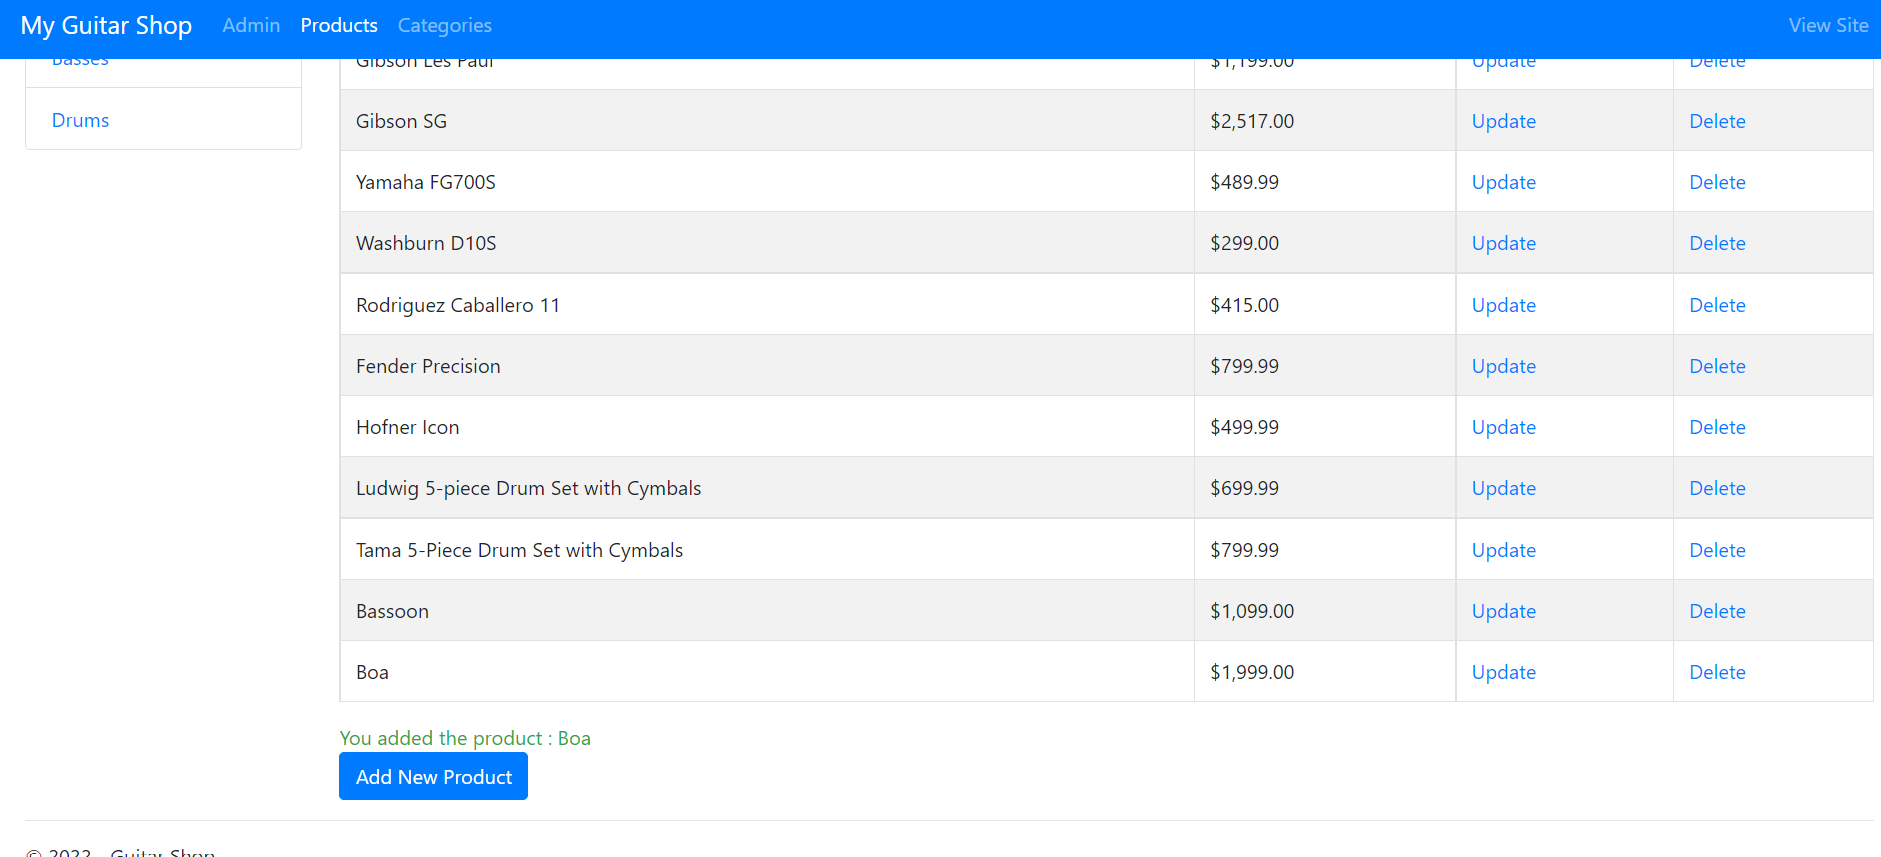 My Guitar Shop Admin Products Categories View Site
Basses
Drums
Gibson Les Paul $1,199.00 Update Delete
Gibson SG $2,517.00 Update Delete
Yamaha FG700S $489.99 Update Delete
Washburn D10S $299.00 Update Delete
Rodriguez Caballero 11 $415.00 Update Delete
Fender Precision $799.99 Update Delete
Hofner Icon $499.99 Update Delete
Ludwig 5-piece Drum Set with Cymbals $699.99 Update Delete
Tama 5-Piece Drum Set with Cymbals $799.99 Update Delete
Bassoon $1,099.00 Update Delete
Boa $1,999.00 Update Delete
You added the product : Boa
Add New Product
© 2022 - Guitar Shop